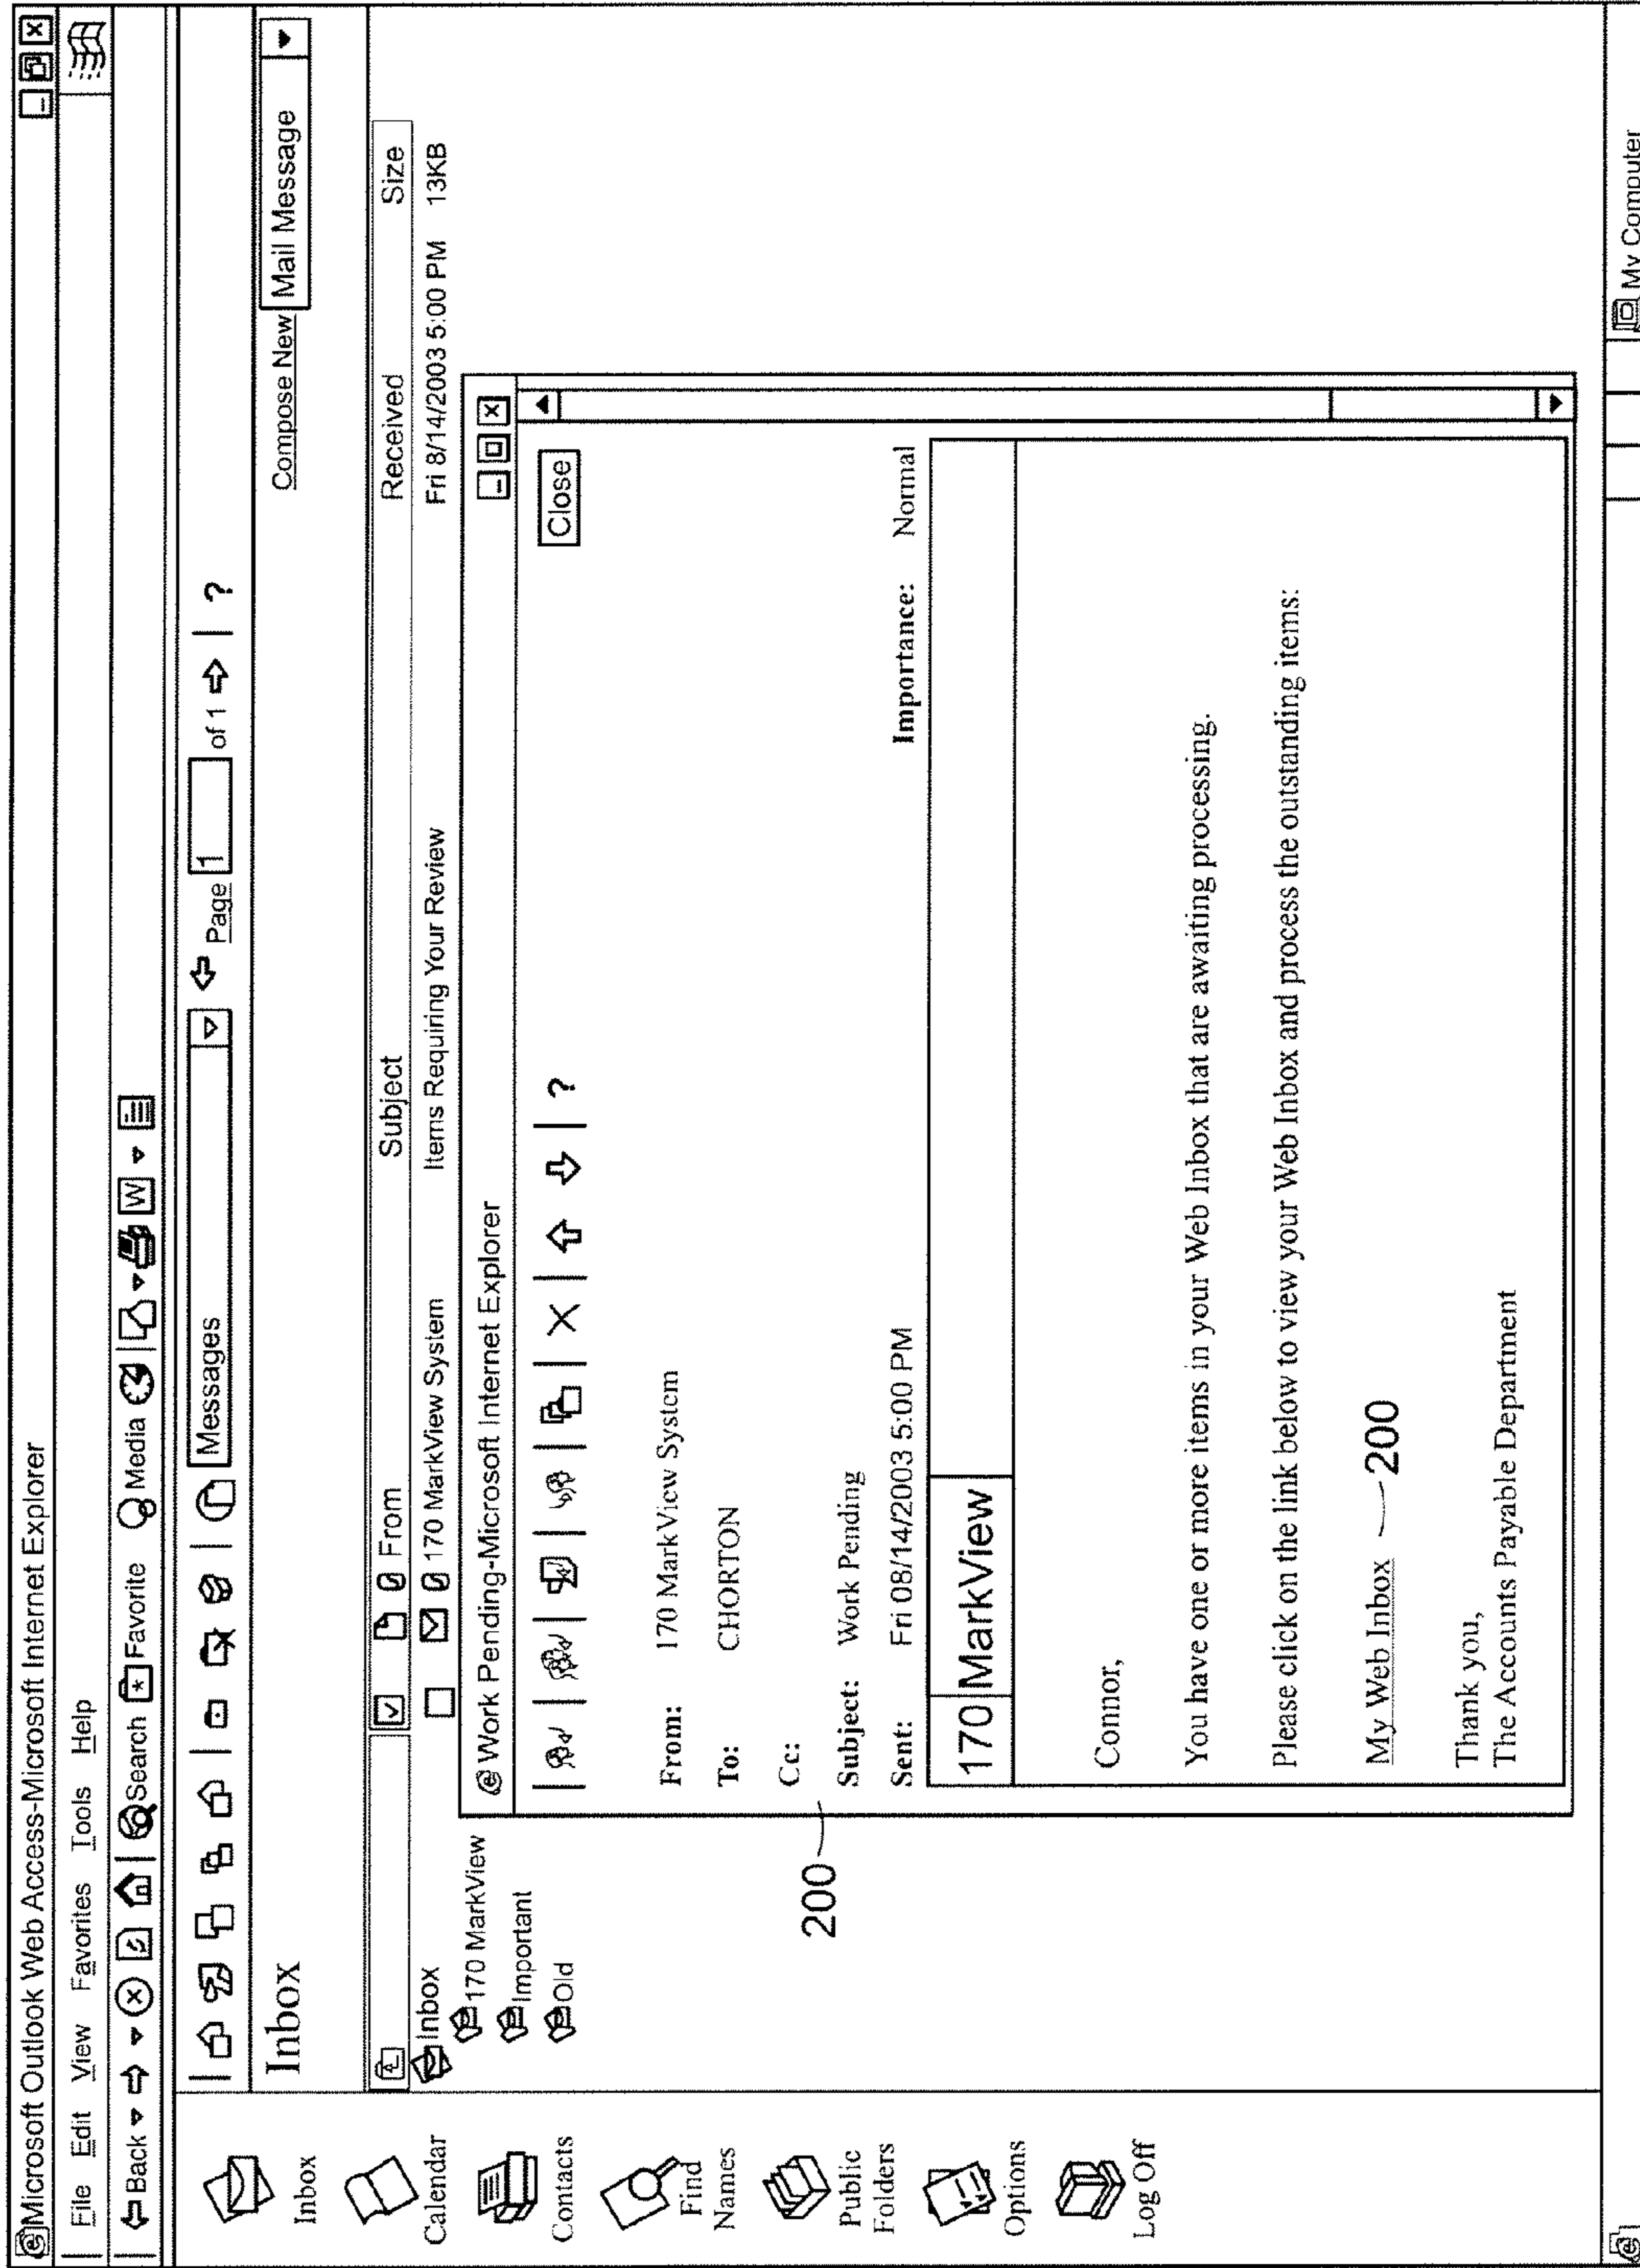 Microsoft Outlook Web Access-Microsoft Internet Explorer
File Edit View Favorites Tools Help
Back Search Favorite Media W
Messages Page 1 of 1 ?
Inbox
Compose New Mail Message
From Subject Received Size
Inbox
170 MarkView System Items Requiring Your Review Fri 8/14/2003 5:00 PM 13KB
170 MarkView
Important
Old
Inbox
Calendar
Contacts
Find
Names
Public
Folders
Options
Log Off
Work Pending-Microsoft Internet Explorer
? Close
From: 170 MarkView System
To: CHORTON
Cc:
200
Subject: Work Pending
Sent: Fri 08/14/2003 5:00 PM Importance: Normal
170 MarkView
Connor,
You have one or more items in your Web Inbox that are awaiting processing.
Please click on the link below to view your Web Inbox and process the outstanding items:
My Web Inbox 200
Thank you,
The Accounts Payable Department
My Computer